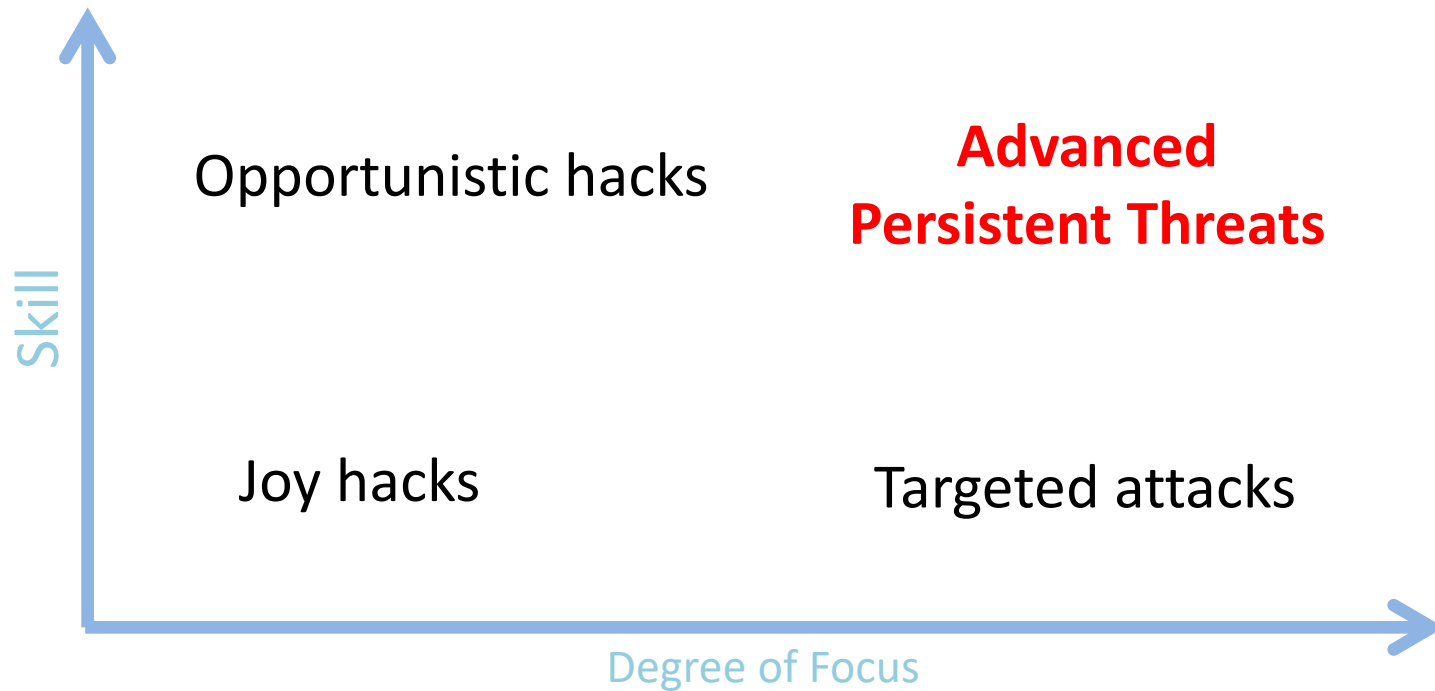 Opportunistic hacks
Advanced
Persistent Threats
Skill
Joy hacks
Targeted attacks
Degree of Focus